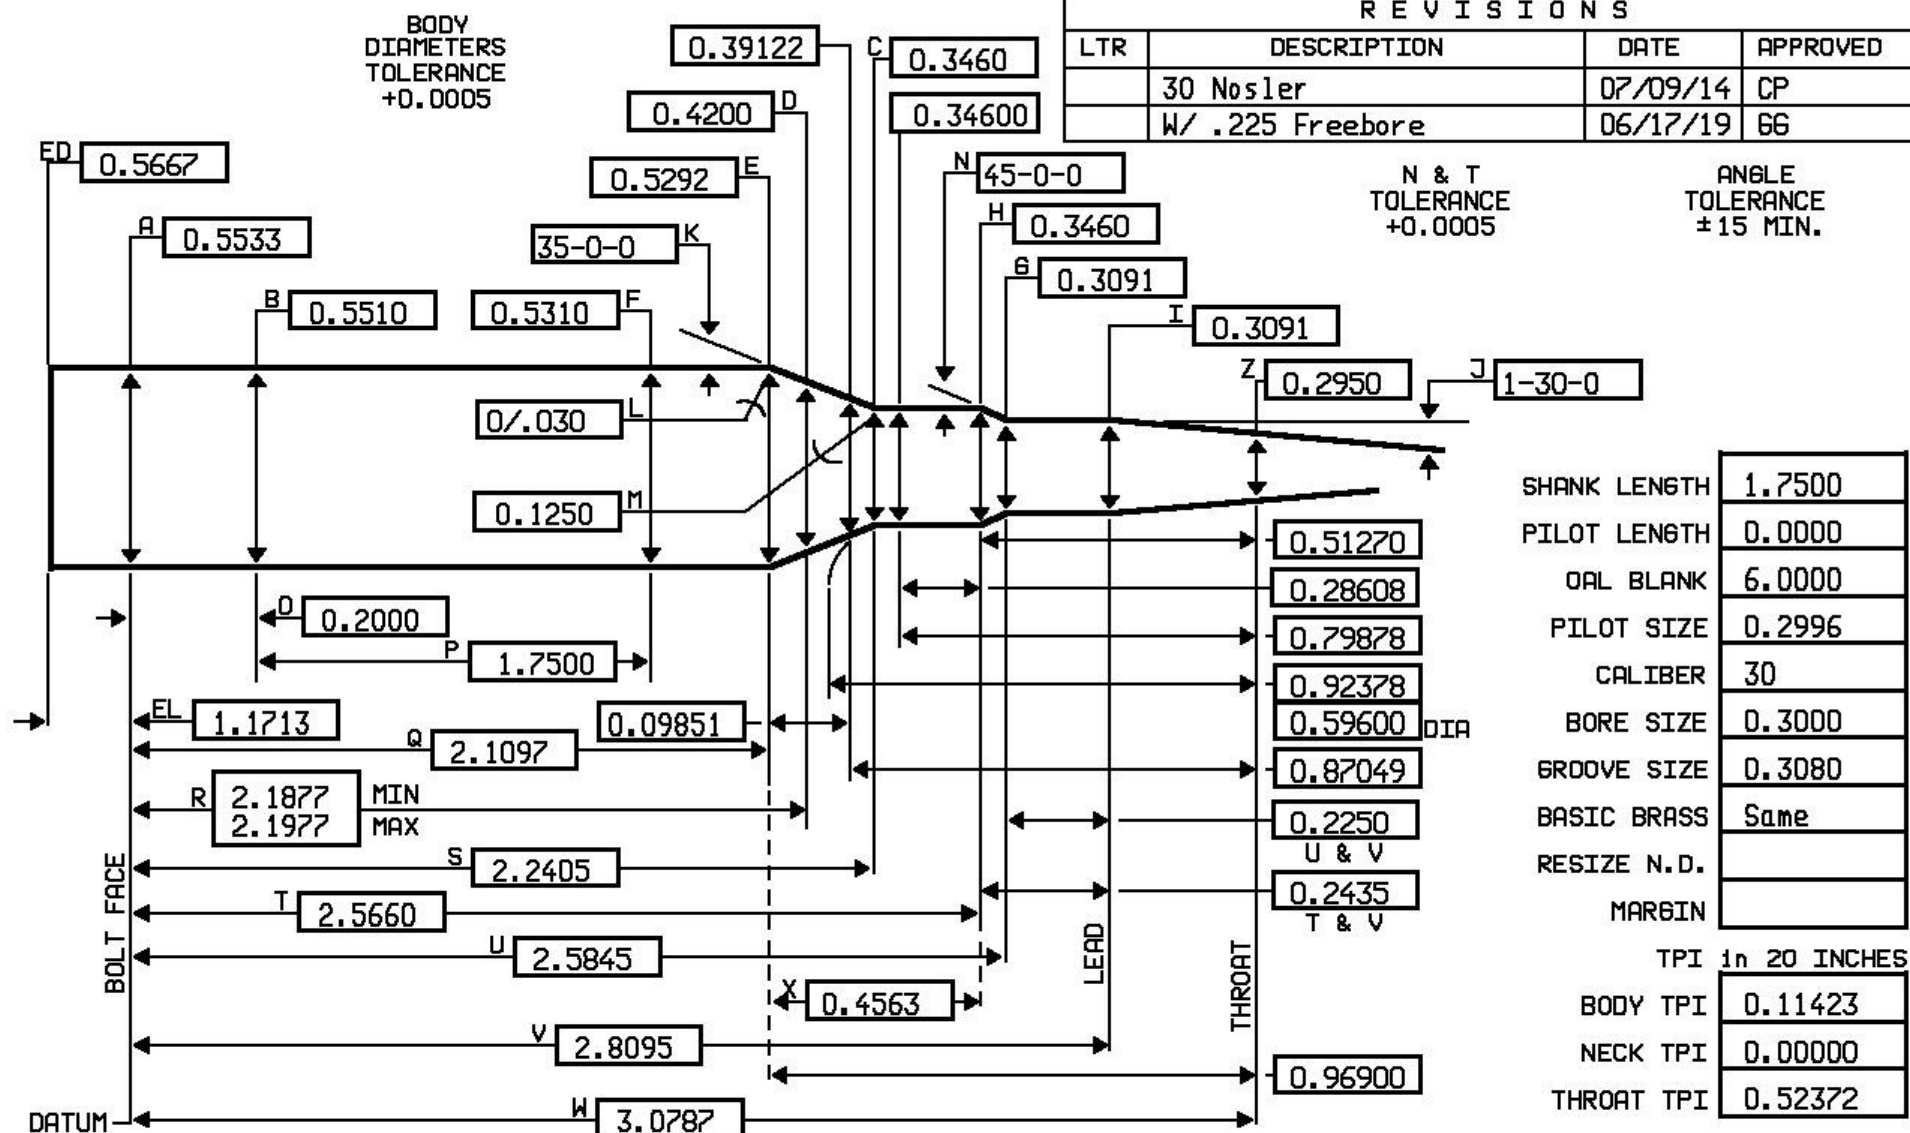 REVISIONS
LTR DESCRIPTION DATE APPROVED
30 Nosler 07/09/14 CP
W/ .225 Freebore 06/17/19 GG
BODY
DIAMETERS
TOLERANCE
+0.0005
0.39122
C 0.3460
0.4200 D
0.34600
ED 0.5667
0.5292 E
N 45-0-0
N & T
TOLERANCE
+0.0005
ANGLE
TOLERANCE
±15 MIN.
A 0.5533
35-0-0 K
H 0.3460
G 0.3091
B 0.5510
0.5310 F
I 0.3091
Z 0.2950
J 1-30-0
0/.030 L
0.1250 M
SHANK LENGTH 1.7500
PILOT LENGTH 0.0000
OAL BLANK 6.0000
PILOT SIZE 0.2996
CALIBER 30
BORE SIZE 0.3000
GROOVE SIZE 0.3080
BASIC BRASS Same
RESIZE N.D.
MARGIN
TPI in 20 INCHES
BODY TPI 0.11423
NECK TPI 0.00000
THROAT TPI 0.52372
0.51270
0.28608
0.79878
0.92378
0.59600 DIA
0.87049
0.2250
U & V
0.2435
T & V
O 0.2000
P 1.7500
EL 1.1713
0.09851
Q 2.1097
R 2.1877 MIN
2.1977 MAX
S 2.2405
T 2.5660
U 2.5845
X 0.4563
V 2.8095
0.96900
W 3.0787
BOLT FACE
LEAD
THROAT
DATUM